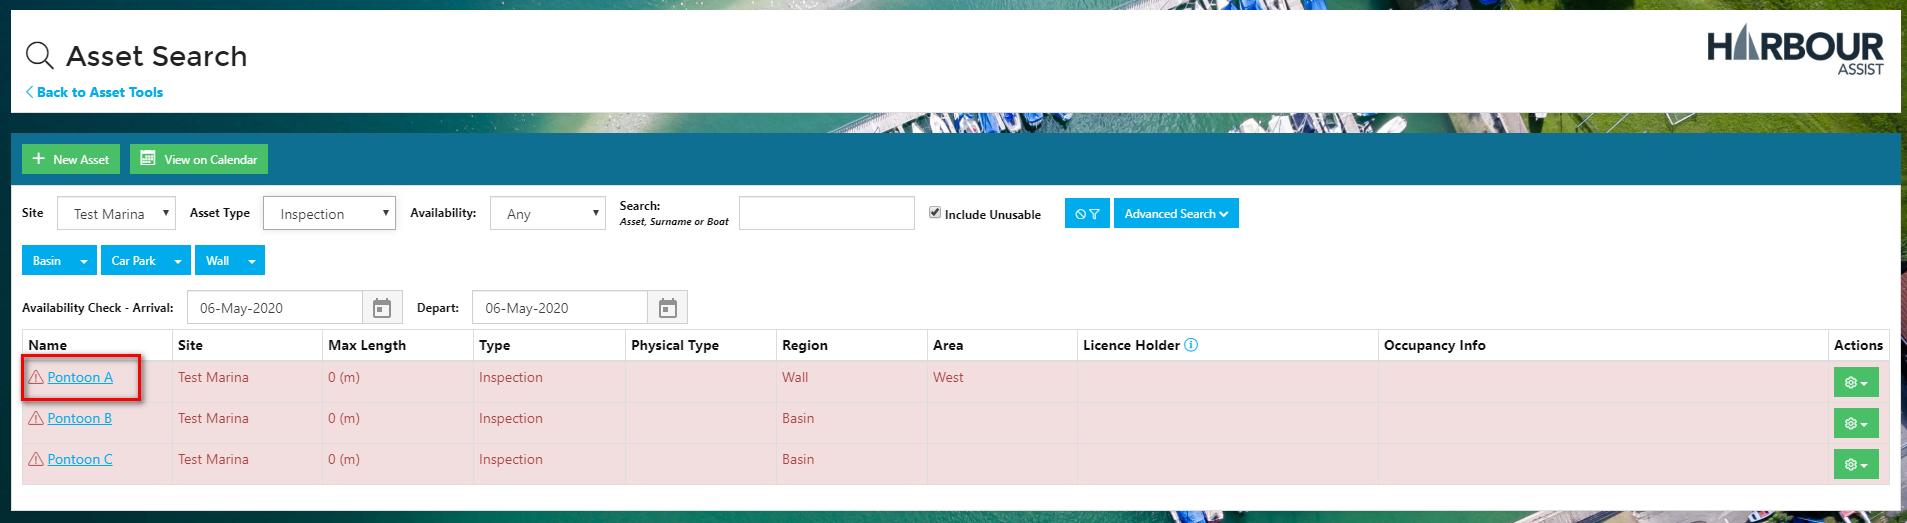 Asset Search
HARBOUR
ASSIST
Back to Asset Tools
New Asset View on Calendar
Site Test Marina Asset Type Inspection Availability: Any Search: Asset, Surname or Boat Include Unusable Advanced Search
Basin Car Park Wall
Availability Check - Arrival: 06-May-2020 Depart: 06-May-2020
Name Site Max Length Type Physical Type Region Area Licence Holder Occupancy Info Actions
Pontoon A Test Marina 0 (m) Inspection Wall West
Pontoon B Test Marina 0 (m) Inspection Basin
Pontoon C Test Marina 0 (m) Inspection Basin